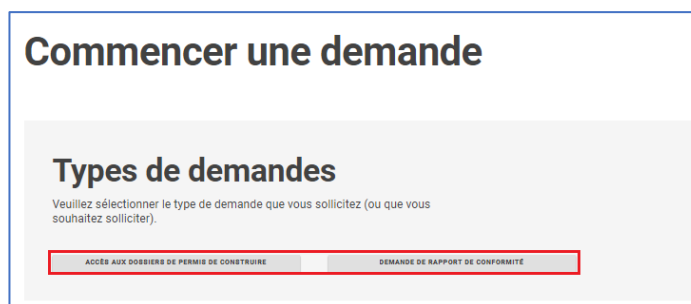 Commencer une demande
Types de demandes
Veuillez sélectionner le type de demande que vous sollicitez (ou que vous
souhaitez solliciter).
ACCÈS AUX DOSSIERS DE PERMIS DE CONSTRUIRE DEMANDE DE RAPPORT DE CONFORMITÉ